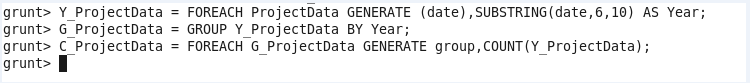 grunt> Y_ProjectData = FOREACH ProjectData GENERATE (date),SUBSTRING(date,6,10) AS Year;
grunt> G_ProjectData = GROUP Y_ProjectData BY Year;
grunt> C_ProjectData = FOREACH G_ProjectData GENERATE group,COUNT(Y_ProjectData);
grunt>